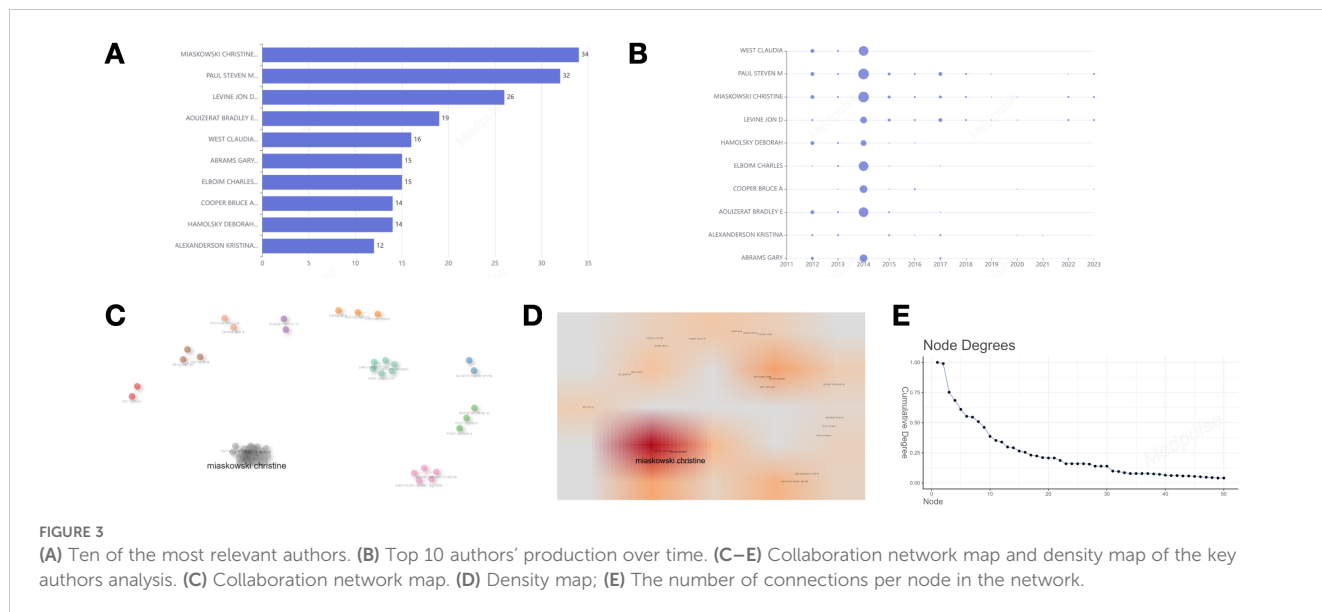 A
MIASKOWSKI CHRISTINE...
34
PAUL STEVEN M...
32
LEVINE JON D...
26
AOUIZERAT BRADLEY E...
19
WEST CLAUDIA...
16
ABRAMS GARY...
15
ELBOIM CHARLES...
15
COOPER BRUCE A...
14
HAMOLSKY DEBORAH...
14
ALEXANDERSON KRISTINA...
12
0 5 10 15 20 25 30 35
B
WEST CLAUDIA
PAUL STEVEN M
MIASKOWSKI CHRISTINE
LEVINE JON D
HAMOLSKY DEBORAH
ELBOIM CHARLES
COOPER BRUCE A
AOUIZERAT BRADLEY E
ALEXANDERSON KRISTINA
ABRAMS GARY
2011 2012 2013 2014 2015 2016 2017 2018 2019 2020 2021 2022 2023
C
miaskowski christine
D
miaskowski christine
E
Node Degrees
Cumulative Degree
1.00
0.75
0.50
0.25
0.00
0 10 20 30 40 50
Node
Medpulse
FIGURE 3
(A) Ten of the most relevant authors. (B) Top 10 authors' production over time. (C–E) Collaboration network map and density map of the key
authors analysis. (C) Collaboration network map. (D) Density map; (E) The number of connections per node in the network.